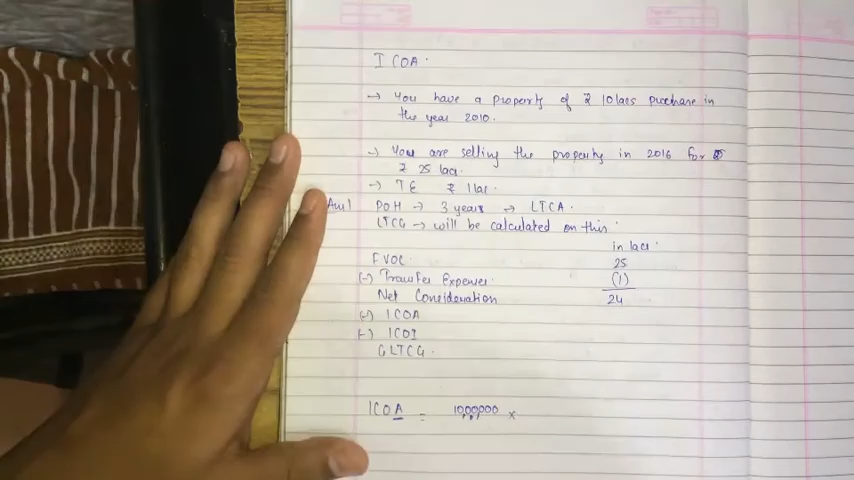 ICOA.
→ You have a property of ₹ 10 lacs purchase in
the year 2010.
→ You are selling the property in 2016 for
₹ 25 lac.
→ TE ₹ 1 lac.
Ans1 POH → 3 years → LTCA.
LTCG → will be calculated on this.
in lacs.
FVOC 25
(-) Transfer Expenses (1)
Net Consideration 24
(-) ICOA
(-) ICOI
GLTCG.
ICOA = 1000000 ×